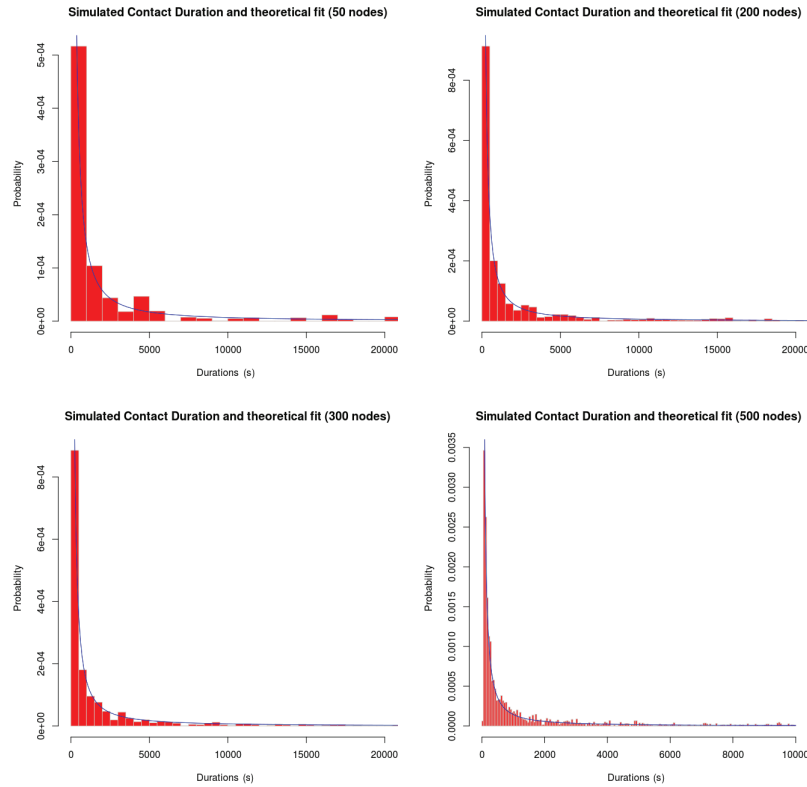 Simulated Contact Duration and theoretical fit (50 nodes)
Probability
5e-04
4e-04
3e-04
2e-04
1e-04
0e+00
0 5000 10000 15000 20000
Durations (s)
Simulated Contact Duration and theoretical fit (200 nodes)
Probability
8e-04
6e-04
4e-04
2e-04
0e+00
0 5000 10000 15000 20000
Durations (s)
Simulated Contact Duration and theoretical fit (300 nodes)
Probability
8e-04
6e-04
4e-04
2e-04
0e+00
0 5000 10000 15000 20000
Durations (s)
Simulated Contact Duration and theoretical fit (500 nodes)
Probability
0.0035
0.0030
0.0025
0.0020
0.0015
0.0010
0.0005
0.0000
0 2000 4000 6000 8000 10000
Durations (s)